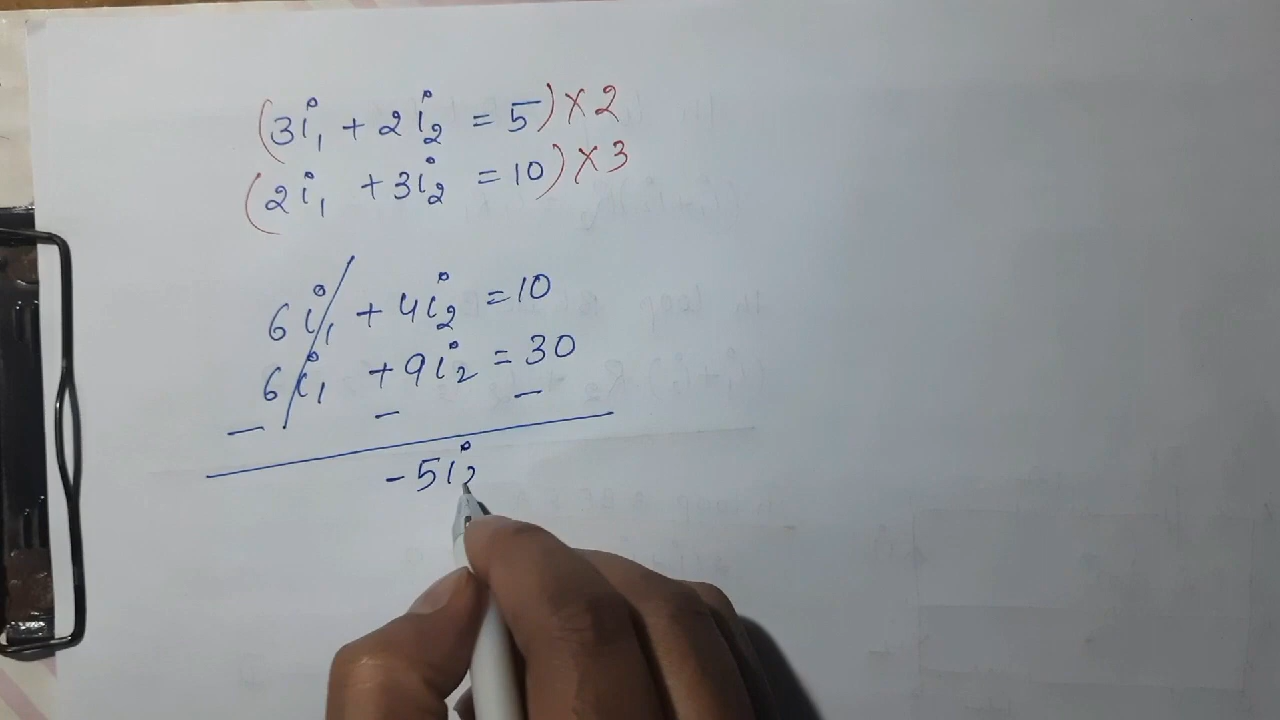 (3i₁ + 2i₂ = 5) × 2
(2i₁ + 3i₂ = 10) × 3
6i₁ + 4i₂ = 10
6i₁ + 9i₂ = 30
− − −
−5i₂